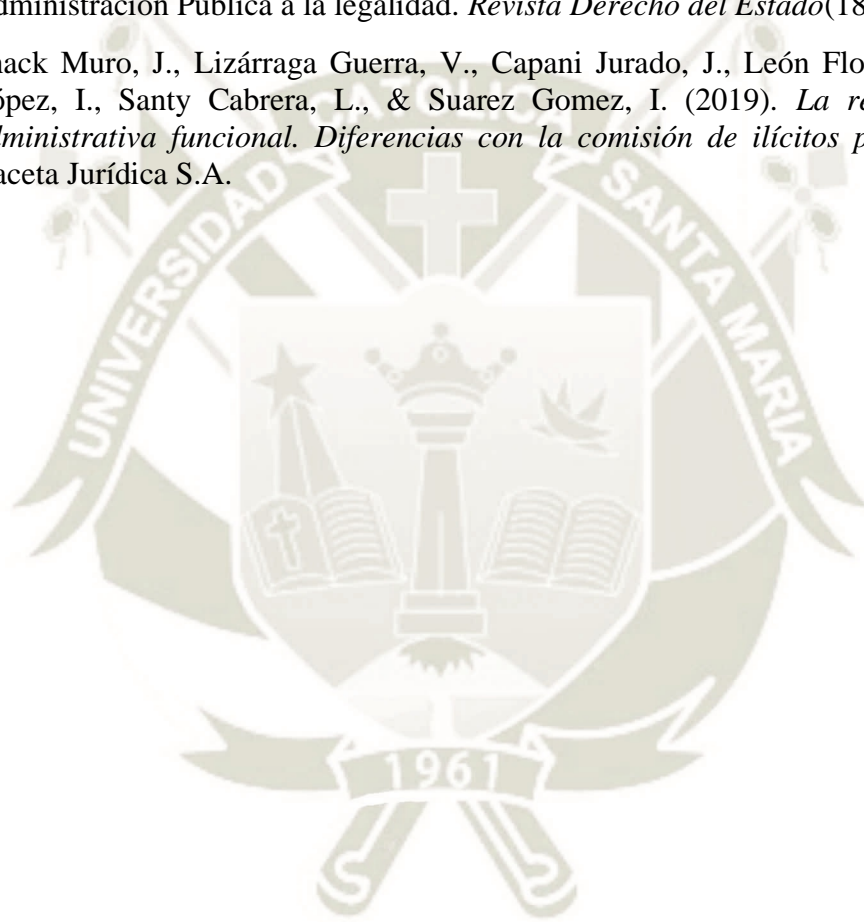 dministración Pública a la legalidad. Revista Derecho del Estado(18
nack Muro, J., Lizárraga Guerra, V., Capani Jurado, J., León Flo
ópez, I., Santy Cabrera, L., & Suarez Gomez, I. (2019). La re
dministrativa funcional. Diferencias con la comisión de ilícitos p
aceta Jurídica S.A.
UNIVERSIDAD CATOLICA SANTA MARIA
1961